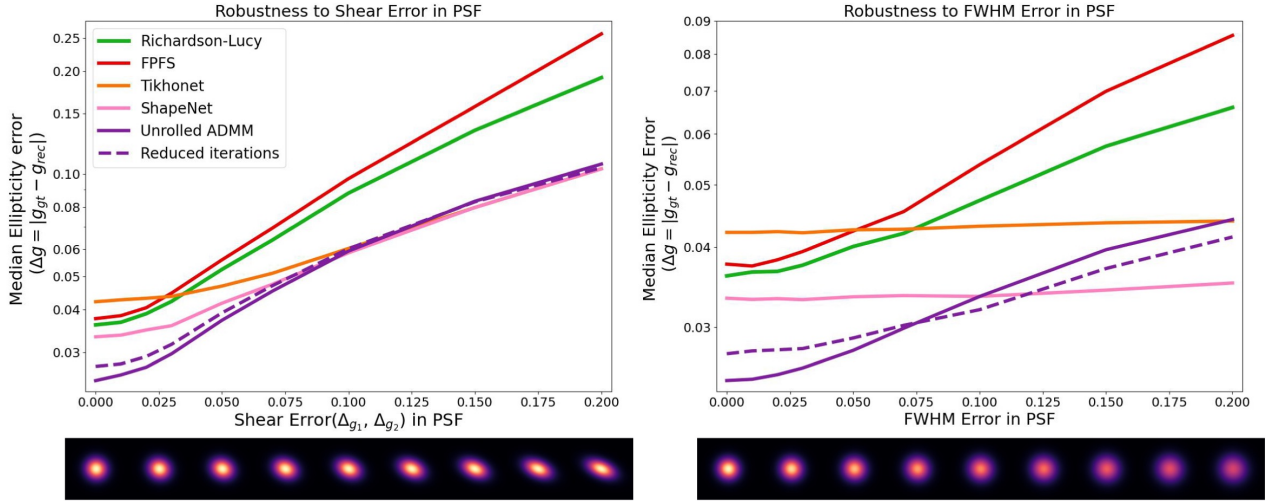 Robustness to Shear Error in PSF
Median Ellipticity error
(Δg = |g_gt − g_rec|)
0.25
0.20
0.15
0.10
0.08
0.06
0.05
0.04
0.03
Richardson-Lucy
FPFS
Tikhonet
ShapeNet
Unrolled ADMM
Reduced iterations
0.000 0.025 0.050 0.075 0.100 0.125 0.150 0.175 0.200
Shear Error(Δ_g₁, Δ_g₂) in PSF
Robustness to FWHM Error in PSF
Median Ellipticity Error
(Δg = |g_gt − g_rec|)
0.09
0.08
0.07
0.06
0.05
0.04
0.03
0.000 0.025 0.050 0.075 0.100 0.125 0.150 0.175 0.200
FWHM Error in PSF